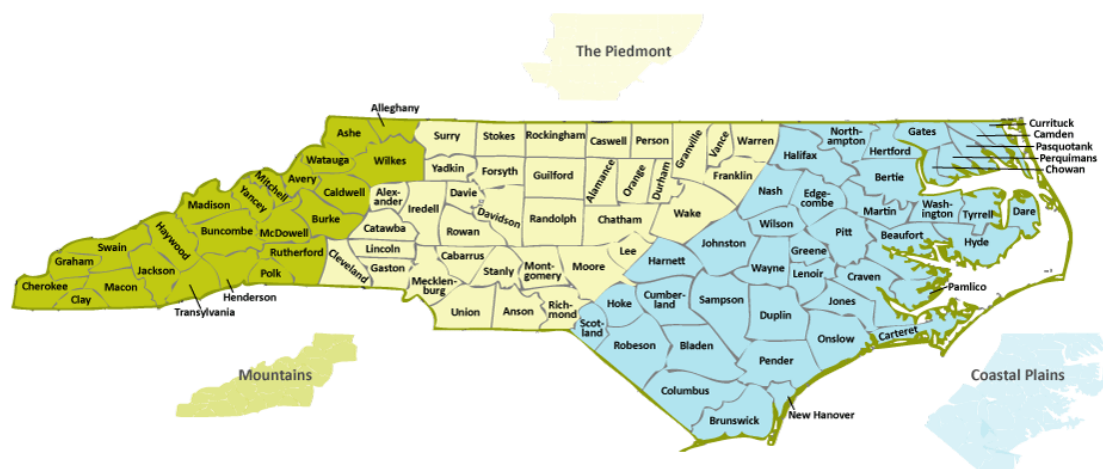 The Piedmont
Alleghany
Ashe
Surry
Stokes
Rockingham
Caswell
Person
Granville
Vance
Warren
North-
ampton
Gates
Currituck
Camden
Pasquotank
Perquimans
Chowan
Watauga
Wilkes
Yadkin
Forsyth
Guilford
Alamance
Orange
Durham
Franklin
Halifax
Hertford
Bertie
Mitchell
Avery
Caldwell
Alex-
ander
Iredell
Davie
Davidson
Randolph
Chatham
Wake
Nash
Edge-
combe
Martin
Wash-
ington
Tyrrell
Dare
Madison
Yancey
Burke
Catawba
Rowan
Wilson
Pitt
Beaufort
Hyde
Haywood
Buncombe
McDowell
Rutherford
Lincoln
Cabarrus
Stanly
Mont-
gomery
Moore
Lee
Harnett
Johnston
Greene
Wayne
Lenoir
Craven
Pamlico
Swain
Graham
Jackson
Polk
Cleveland
Gaston
Mecklen-
burg
Cherokee
Clay
Macon
Transylvania
Henderson
Union
Anson
Rich-
mond
Scot-
land
Hoke
Cumber-
land
Sampson
Duplin
Jones
Onslow
Carteret
Robeson
Bladen
Pender
Columbus
Brunswick
New Hanover
Mountains
Coastal Plains